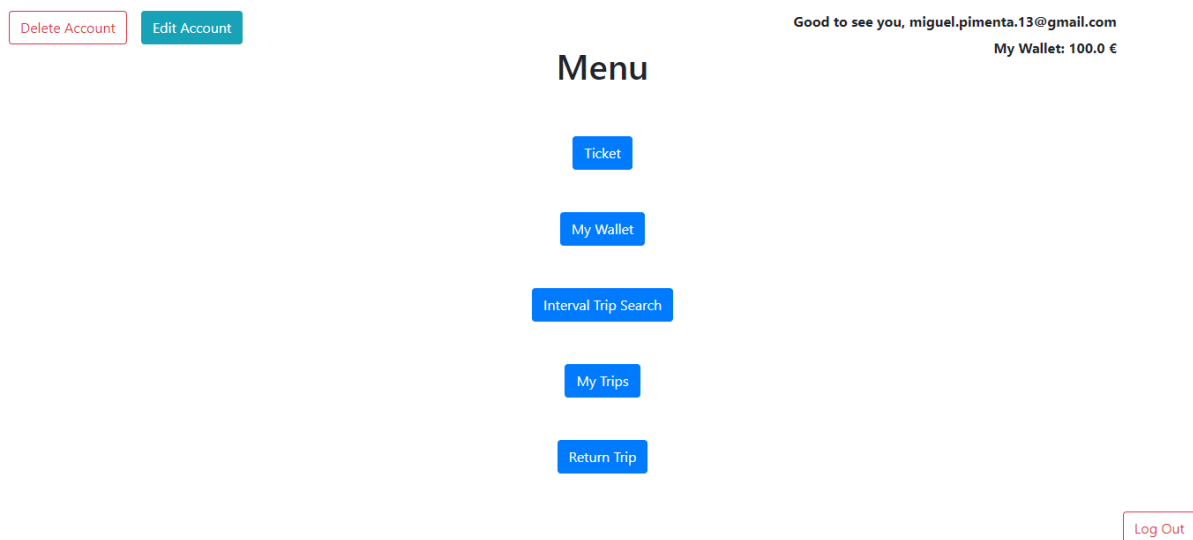 Delete Account
Edit Account
Good to see you, miguel.pimenta.13@gmail.com
My Wallet: 100.0 €
Menu
Ticket
My Wallet
Interval Trip Search
My Trips
Return Trip
Log Out